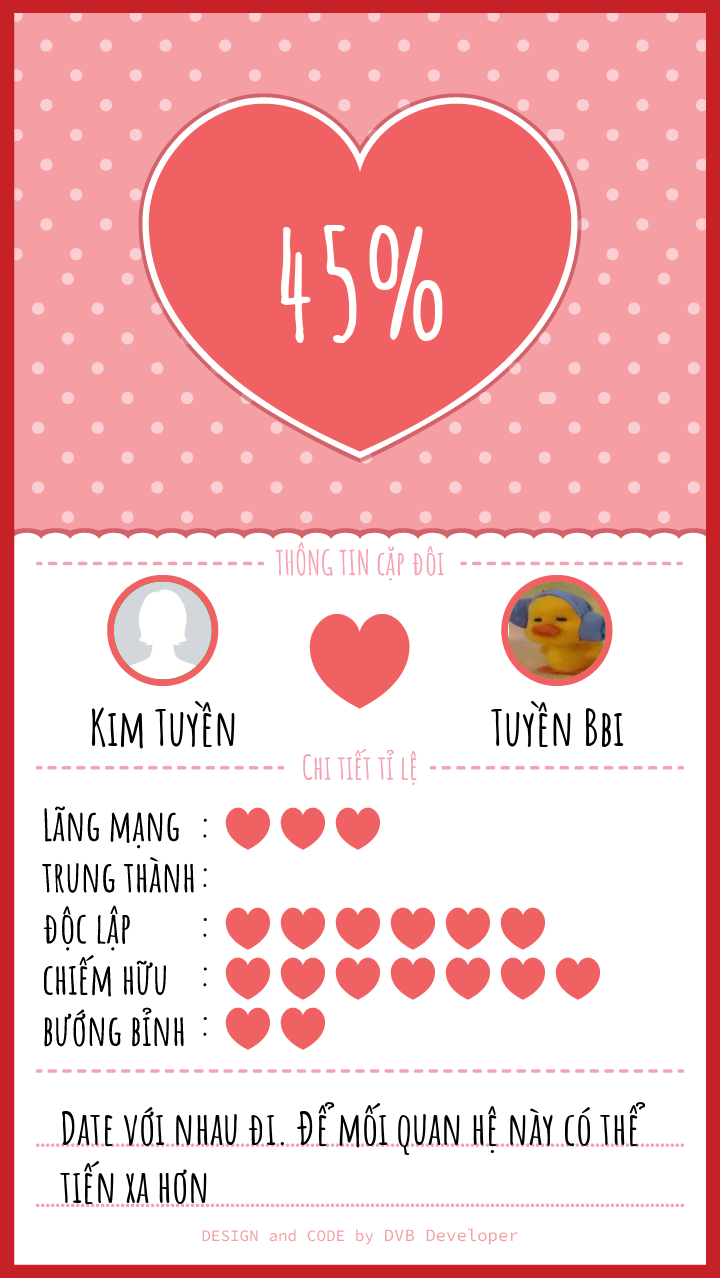 45%
THÔNG TIN CẶP ĐÔI
KIM TUYỀN
TUYỀN BBI
CHI TIẾT TỈ LỆ
LÃNG MẠNG :
TRUNG THÀNH :
ĐỘC LẬP :
CHIẾM HỮU :
BƯỚNG BỈNH :
DATE VỚI NHAU ĐI. ĐỂ MỐI QUAN HỆ NÀY CÓ THỂ
TIẾN XA HƠN
DESIGN and CODE by DVB Developer